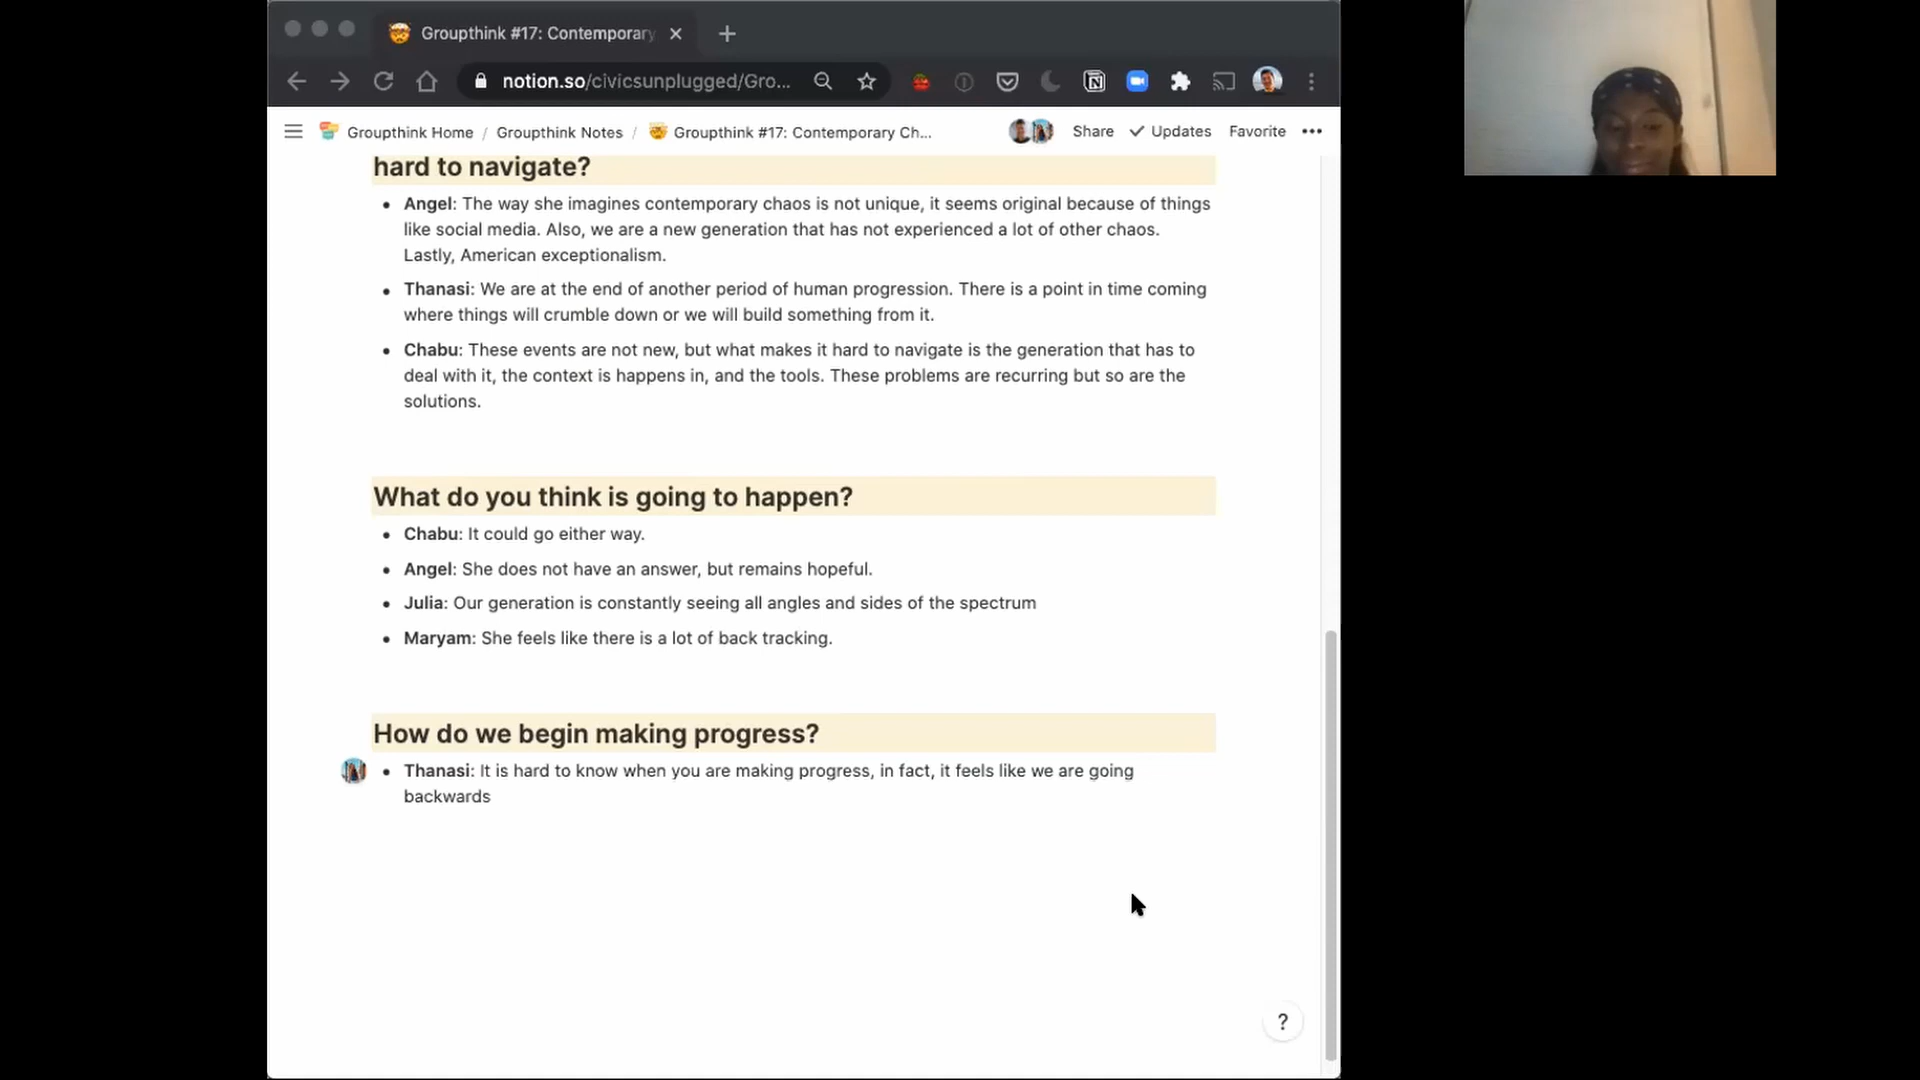 Groupthink #17: Contemporary
notion.so/civicsunplugged/Gro...
Groupthink Home / Groupthink Notes / Groupthink #17: Contemporary Ch...
Share Updates Favorite
hard to navigate?
Angel: The way she imagines contemporary chaos is not unique, it seems original because of things
like social media. Also, we are a new generation that has not experienced a lot of other chaos.
Lastly, American exceptionalism.
Thanasi: We are at the end of another period of human progression. There is a point in time coming
where things will crumble down or we will build something from it.
Chabu: These events are not new, but what makes it hard to navigate is the generation that has to
deal with it, the context is happens in, and the tools. These problems are recurring but so are the
solutions.
What do you think is going to happen?
Chabu: It could go either way.
Angel: She does not have an answer, but remains hopeful.
Julia: Our generation is constantly seeing all angles and sides of the spectrum
Maryam: She feels like there is a lot of back tracking.
How do we begin making progress?
Thanasi: It is hard to know when you are making progress, in fact, it feels like we are going
backwards
?